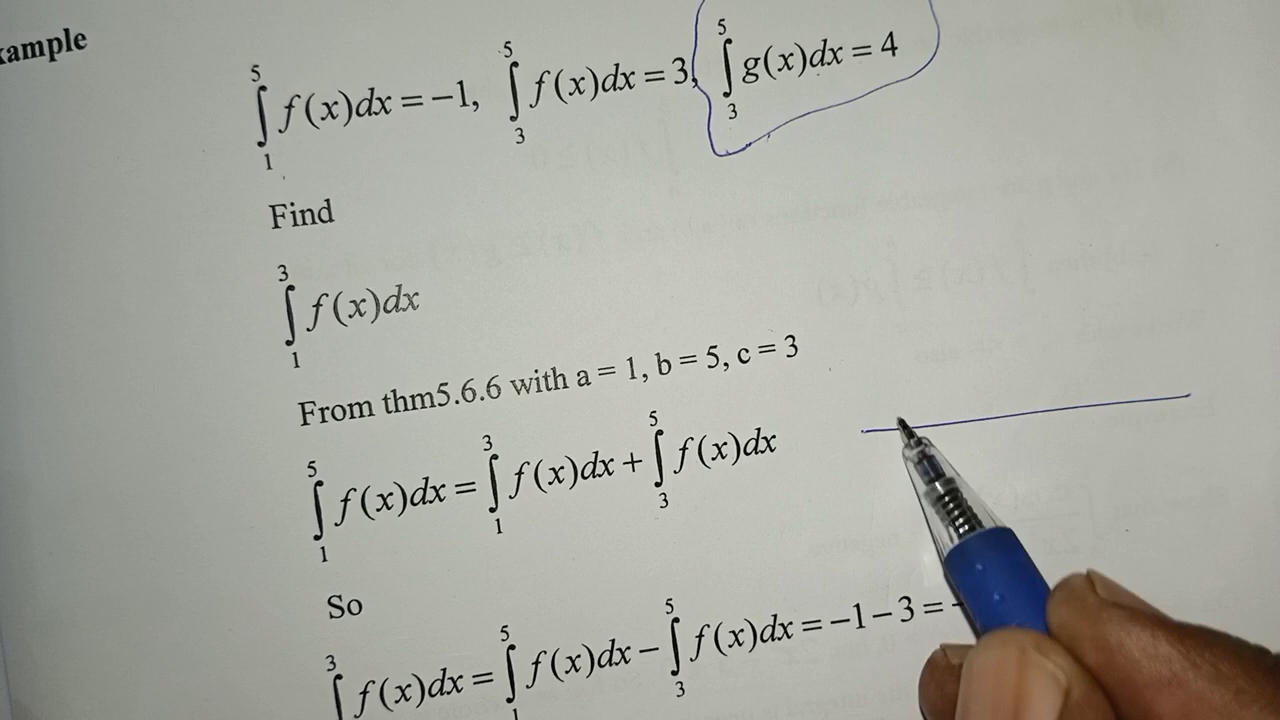 xample
∫₁⁵ f(x)dx = −1, ∫₃⁵ f(x)dx = 3, ∫₃⁵ g(x)dx = 4
Find
∫₁³ f(x)dx
From thm5.6.6 with a = 1, b = 5, c = 3
∫₁⁵ f(x)dx = ∫₁³ f(x)dx + ∫₃⁵ f(x)dx
So
∫³ f(x)dx = ∫₁⁵ f(x)dx − ∫₃⁵ f(x)dx = −1 − 3 = -